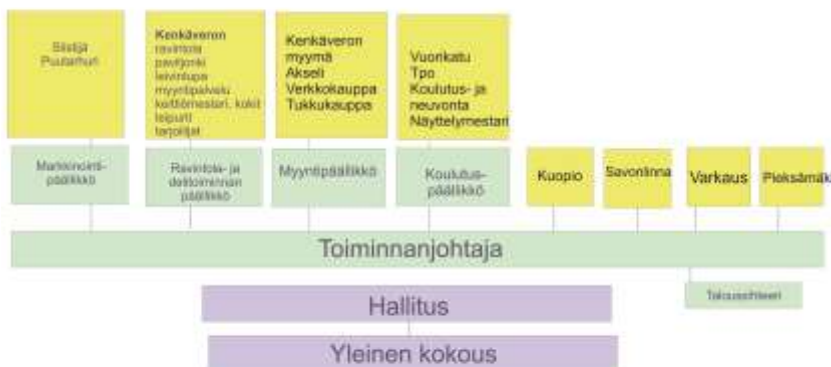 Siistijä
Puutarhuri
Kenkäveron
ravintola
paviljonki
leivintupa
myyntipalvelu
keittiömestari, kokit
leipurit
tarjoilijat
Kenkäveron
myymä
Akseli
Verkkokauppa
Tukkukauppa
Vuorikatu
Tpo
Koulutus- ja
neuvonta
Näyttelymestari
Markkinointi-
päällikkö
Ravintola- ja
delitoiminnan
päällikkö
Myyntipäällikkö
Koulutus-
päällikkö
Kuopio
Savonlinna
Varkaus
Pieksämäk
Toiminnanjohtaja
Taloussihteeri
Hallitus
Yleinen kokous